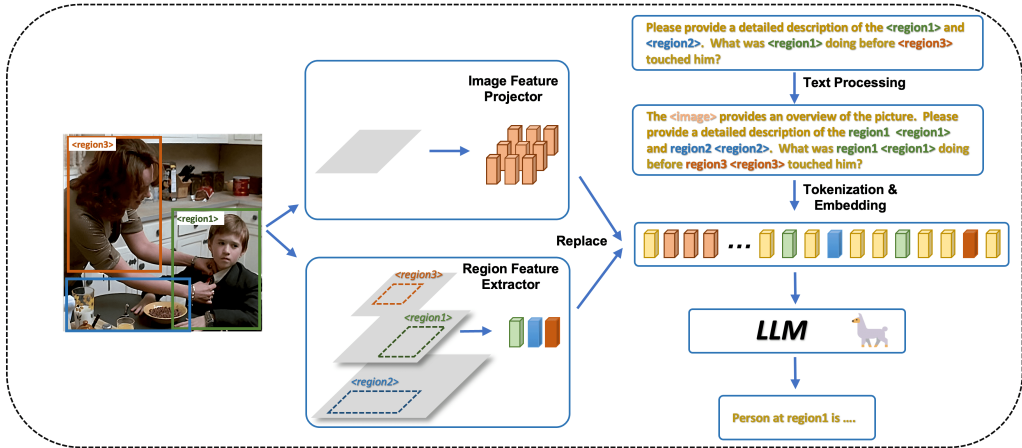 Please provide a detailed description of the <region1> and
<region2>. What was <region1> doing before <region3>
touched him?
Text Processing
Image Feature
Projector
The <image> provides an overview of the picture. Please
provide a detailed description of the region1 <region1>
and region2 <region2>. What was region1 <region1> doing
before region3 <region3> touched him?
<region3>
<region1>
Tokenization &
Embedding
Replace
...
Region Feature
Extractor
<region3>
<region1>
<region2>
LLM
Person at region1 is ....